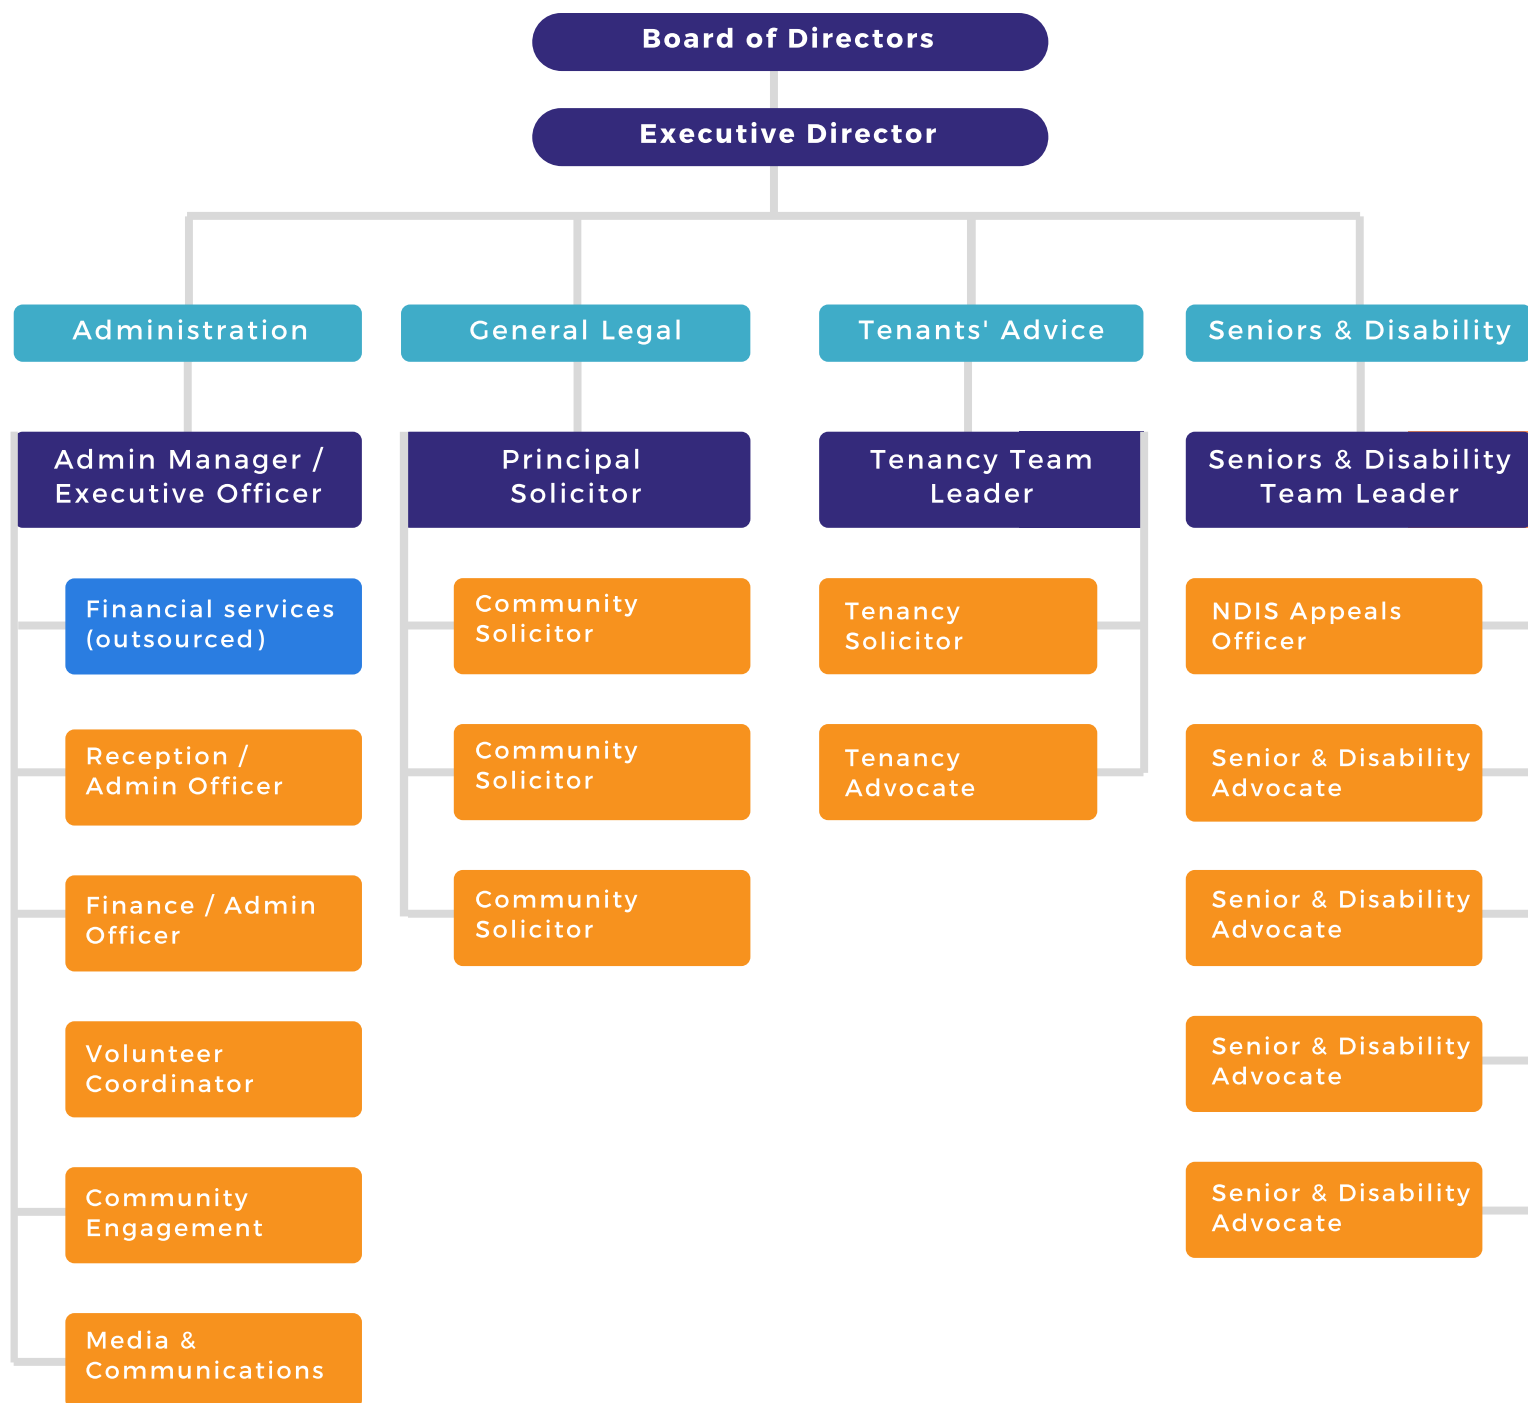 Board of Directors
Executive Director
Administration
General Legal
Tenants' Advice
Seniors & Disability
Admin Manager /
Executive Officer
Principal
Solicitor
Tenancy Team
Leader
Seniors & Disability
Team Leader
Financial services
(outsourced)
Reception /
Admin Officer
Finance / Admin
Officer
Volunteer
Coordinator
Community
Engagement
Media &
Communications
Community
Solicitor
Community
Solicitor
Community
Solicitor
Tenancy
Solicitor
Tenancy
Advocate
NDIS Appeals
Officer
Senior & Disability
Advocate
Senior & Disability
Advocate
Senior & Disability
Advocate
Senior & Disability
Advocate